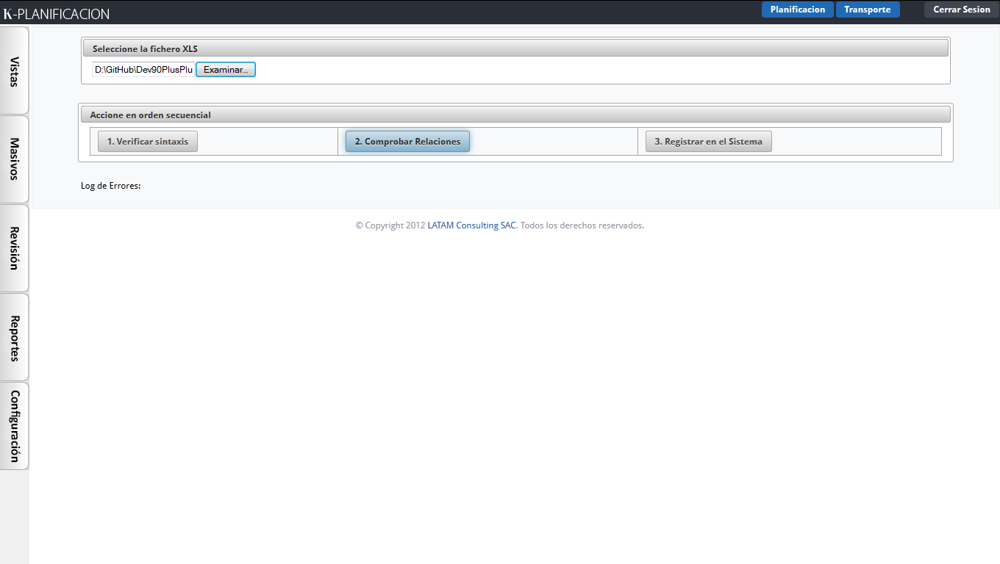 K-PLANIFICACION
Planificacion
Transporte
Cerrar Sesion
Vistas
Masivos
Revisión
Reportes
Configuración
Seleccione la fichero XLS
D:\GitHub\Dev90PlusPlu
Examinar...
Accione en orden secuencial
1. Verificar sintaxis
2. Comprobar Relaciones
3. Registrar en el Sistema
Log de Errores:
© Copyright 2012 LATAM Consulting SAC. Todos los derechos reservados.